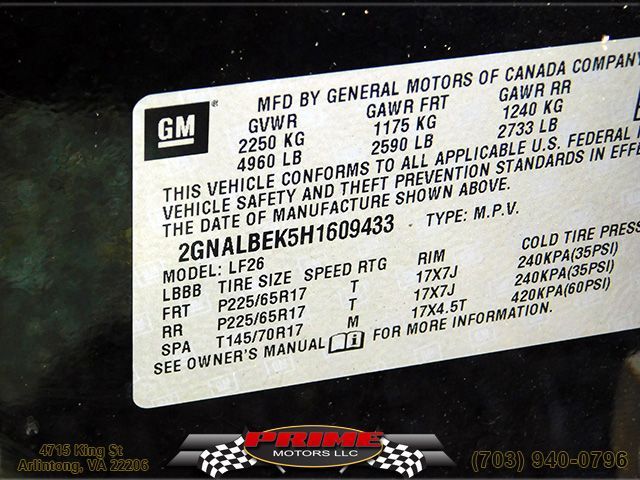 GM
MFD BY GENERAL MOTORS OF CANADA COMPANY
GVWR GAWR FRT GAWR RR
2250 KG 1175 KG 1240 KG
4960 LB 2590 LB 2733 LB
THIS VEHICLE CONFORMS TO ALL APPLICABLE U.S. FEDERAL
VEHICLE SAFETY AND THEFT PREVENTION STANDARDS IN EFFE
THE DATE OF MANUFACTURE SHOWN ABOVE.
2GNALBEK5H1609433 TYPE: M.P.V.
MODEL: LF26
LBBB TIRE SIZE SPEED RTG RIM COLD TIRE PRESS
FRT P225/65R17 T 17X7J 240KPA(35PSI)
RR P225/65R17 T 17X7J 240KPA(35PSI)
SPA T145/70R17 M 17X4.5T 420KPA(60PSI)
SEE OWNER'S MANUAL FOR MORE INFORMATION.
4715 King St
Arlintong, VA 22206
PRIME
MOTORS LLC
(703) 940-0796